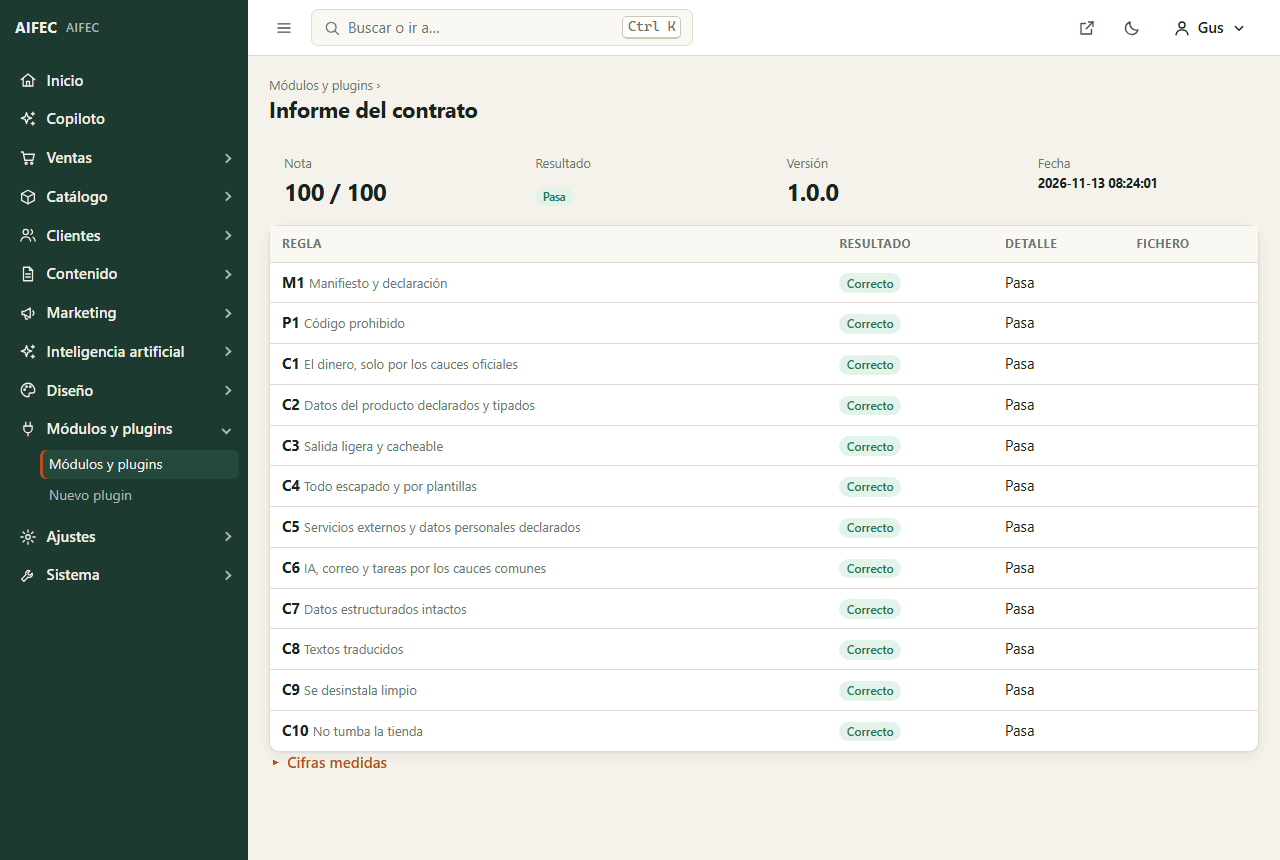 AIFEC AIFEC
Buscar o ir a... Ctrl K
Gus
Inicio
Copiloto
Ventas
Catálogo
Clientes
Contenido
Marketing
Inteligencia artificial
Diseño
Módulos y plugins
Módulos y plugins
Nuevo plugin
Ajustes
Sistema
Módulos y plugins ›
Informe del contrato
Nota Resultado Versión Fecha
100 / 100 Pasa 1.0.0 2026-11-13 08:24:01
REGLA RESULTADO DETALLE FICHERO
M1 Manifiesto y declaración Correcto Pasa
P1 Código prohibido Correcto Pasa
C1 El dinero, solo por los cauces oficiales Correcto Pasa
C2 Datos del producto declarados y tipados Correcto Pasa
C3 Salida ligera y cacheable Correcto Pasa
C4 Todo escapado y por plantillas Correcto Pasa
C5 Servicios externos y datos personales declarados Correcto Pasa
C6 IA, correo y tareas por los cauces comunes Correcto Pasa
C7 Datos estructurados intactos Correcto Pasa
C8 Textos traducidos Correcto Pasa
C9 Se desinstala limpio Correcto Pasa
C10 No tumba la tienda Correcto Pasa
Cifras medidas